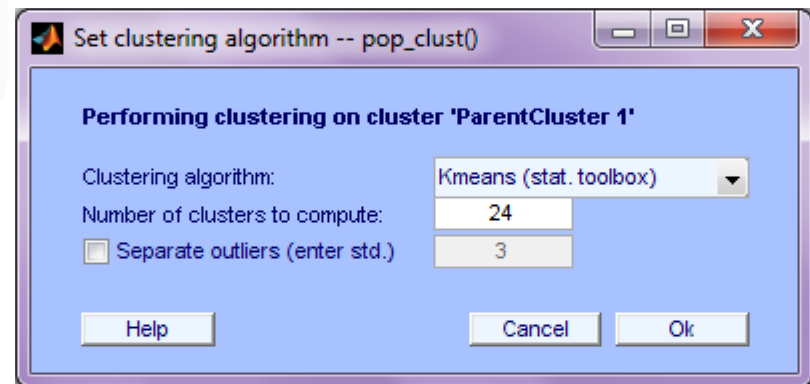 Set clustering algorithm -- pop_clust()
Performing clustering on cluster 'ParentCluster 1'
Clustering algorithm: Kmeans (stat. toolbox)
Number of clusters to compute: 24
Separate outliers (enter std.) 3
Help Cancel Ok